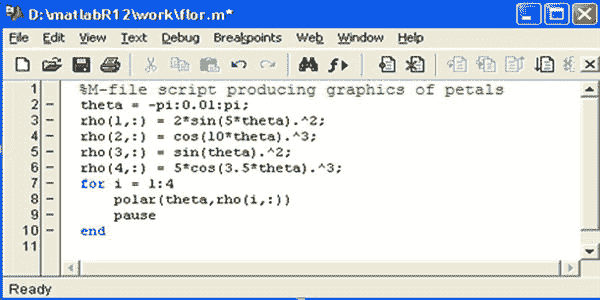 D:\matlabR12\work\flor.m*
File Edit View Text Debug Breakpoints Web Window Help
1 %M-file script producing graphics of petals
2 - theta = -pi:0.01:pi;
3 - rho(1,:) = 2*sin(5*theta).^2;
4 - rho(2,:) = cos(10*theta).^3;
5 - rho(3,:) = sin(theta).^2;
6 - rho(4,:) = 5*cos(3.5*theta).^3;
7 - for i = 1:4
8 - polar(theta,rho(i,:))
9 - pause
10 - end
11
Ready